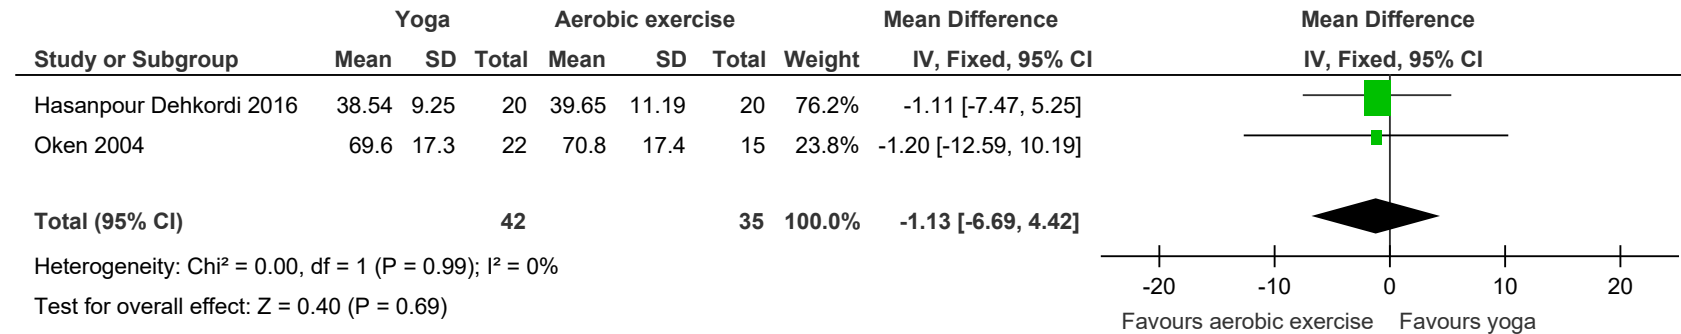 Yoga Aerobic exercise Mean Difference Mean Difference
Study or Subgroup Mean SD Total Mean SD Total Weight IV, Fixed, 95% CI IV, Fixed, 95% CI
Hasanpour Dehkordi 2016 38.54 9.25 20 39.65 11.19 20 76.2% -1.11 [-7.47, 5.25]
Oken 2004 69.6 17.3 22 70.8 17.4 15 23.8% -1.20 [-12.59, 10.19]
Total (95% CI) 42 35 100.0% -1.13 [-6.69, 4.42]
Heterogeneity: Chi² = 0.00, df = 1 (P = 0.99); I² = 0%
Test for overall effect: Z = 0.40 (P = 0.69)
-20 -10 0 10 20
Favours aerobic exercise Favours yoga